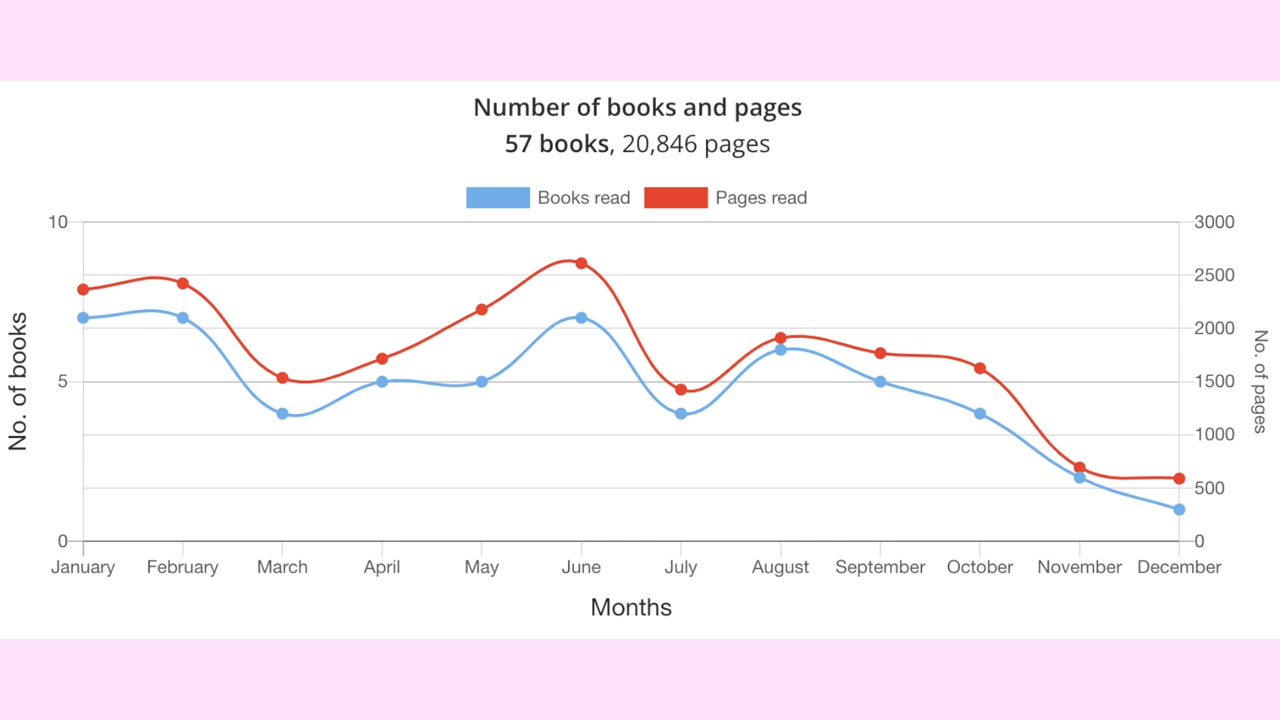 Number of books and pages
57 books, 20,846 pages
Books read Pages read
10 3000
2500
2000
5 1500
1000
500
0 0
No. of books
No. of pages
January February March April May June July August September October November December
Months